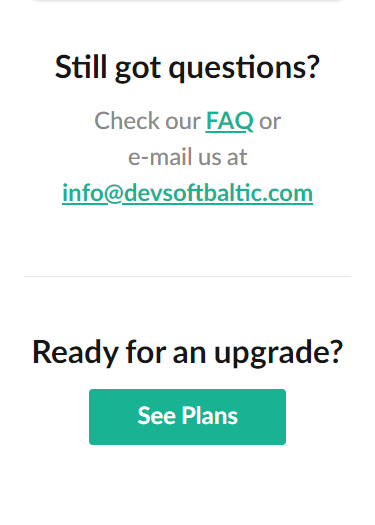 Still got questions?
Check our FAQ or
e-mail us at
info@devsoftbaltic.com
Ready for an upgrade?
See Plans